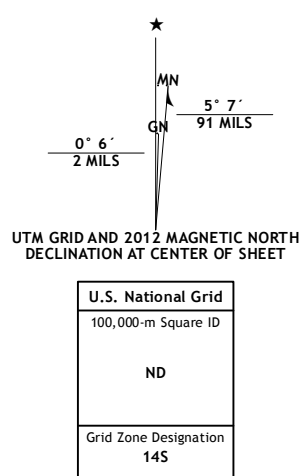 MN
GN
5° 7´
91 MILS
0° 6´
2 MILS
UTM GRID AND 2012 MAGNETIC NORTH
DECLINATION AT CENTER OF SHEET
U.S. National Grid
100,000-m Square ID
ND
Grid Zone Designation
14S